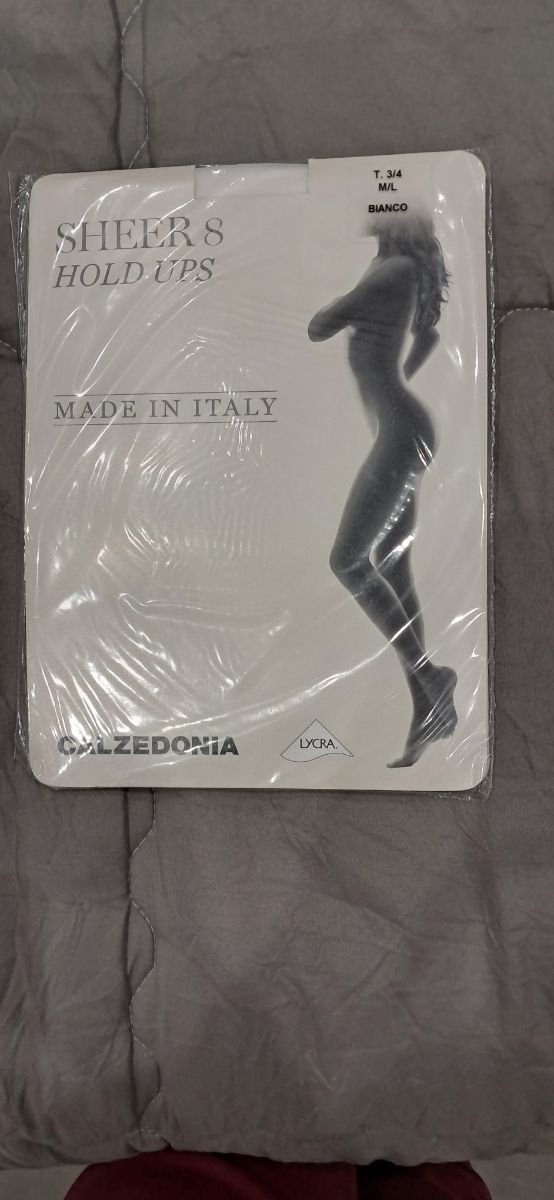 T. 3/4
M/L
BIANCO
SHEER 8
HOLD UPS
MADE IN ITALY
CALZEDONIA
LYCRA.